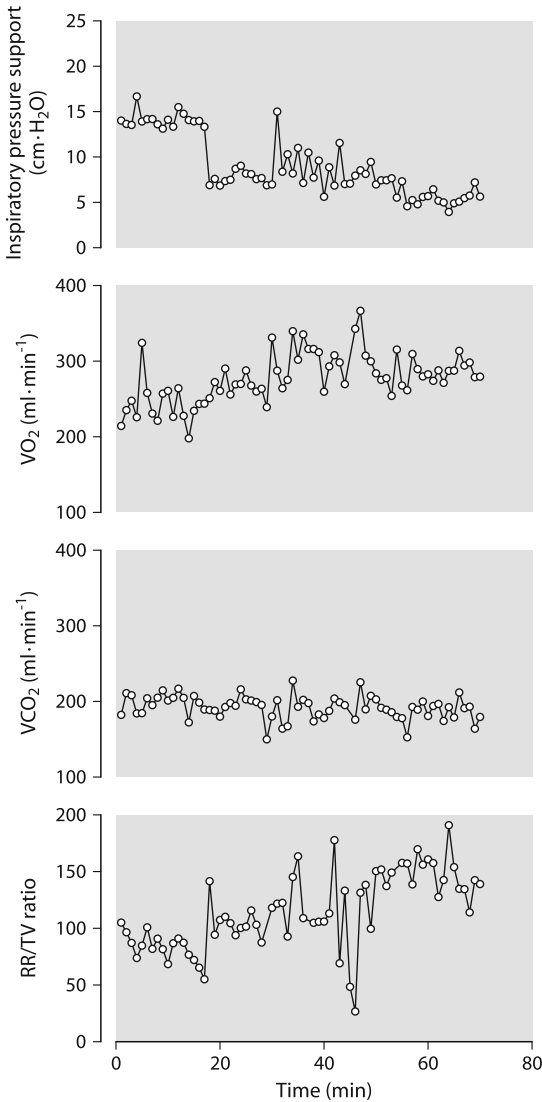 Inspiratory pressure support
(cm·H₂O)
25
20
15
10
5
0
VO₂ (ml·min⁻¹)
400
300
200
100
VCO₂ (ml·min⁻¹)
400
300
200
100
RR/TV ratio
200
150
100
50
0
0 20 40 60 80
Time (min)